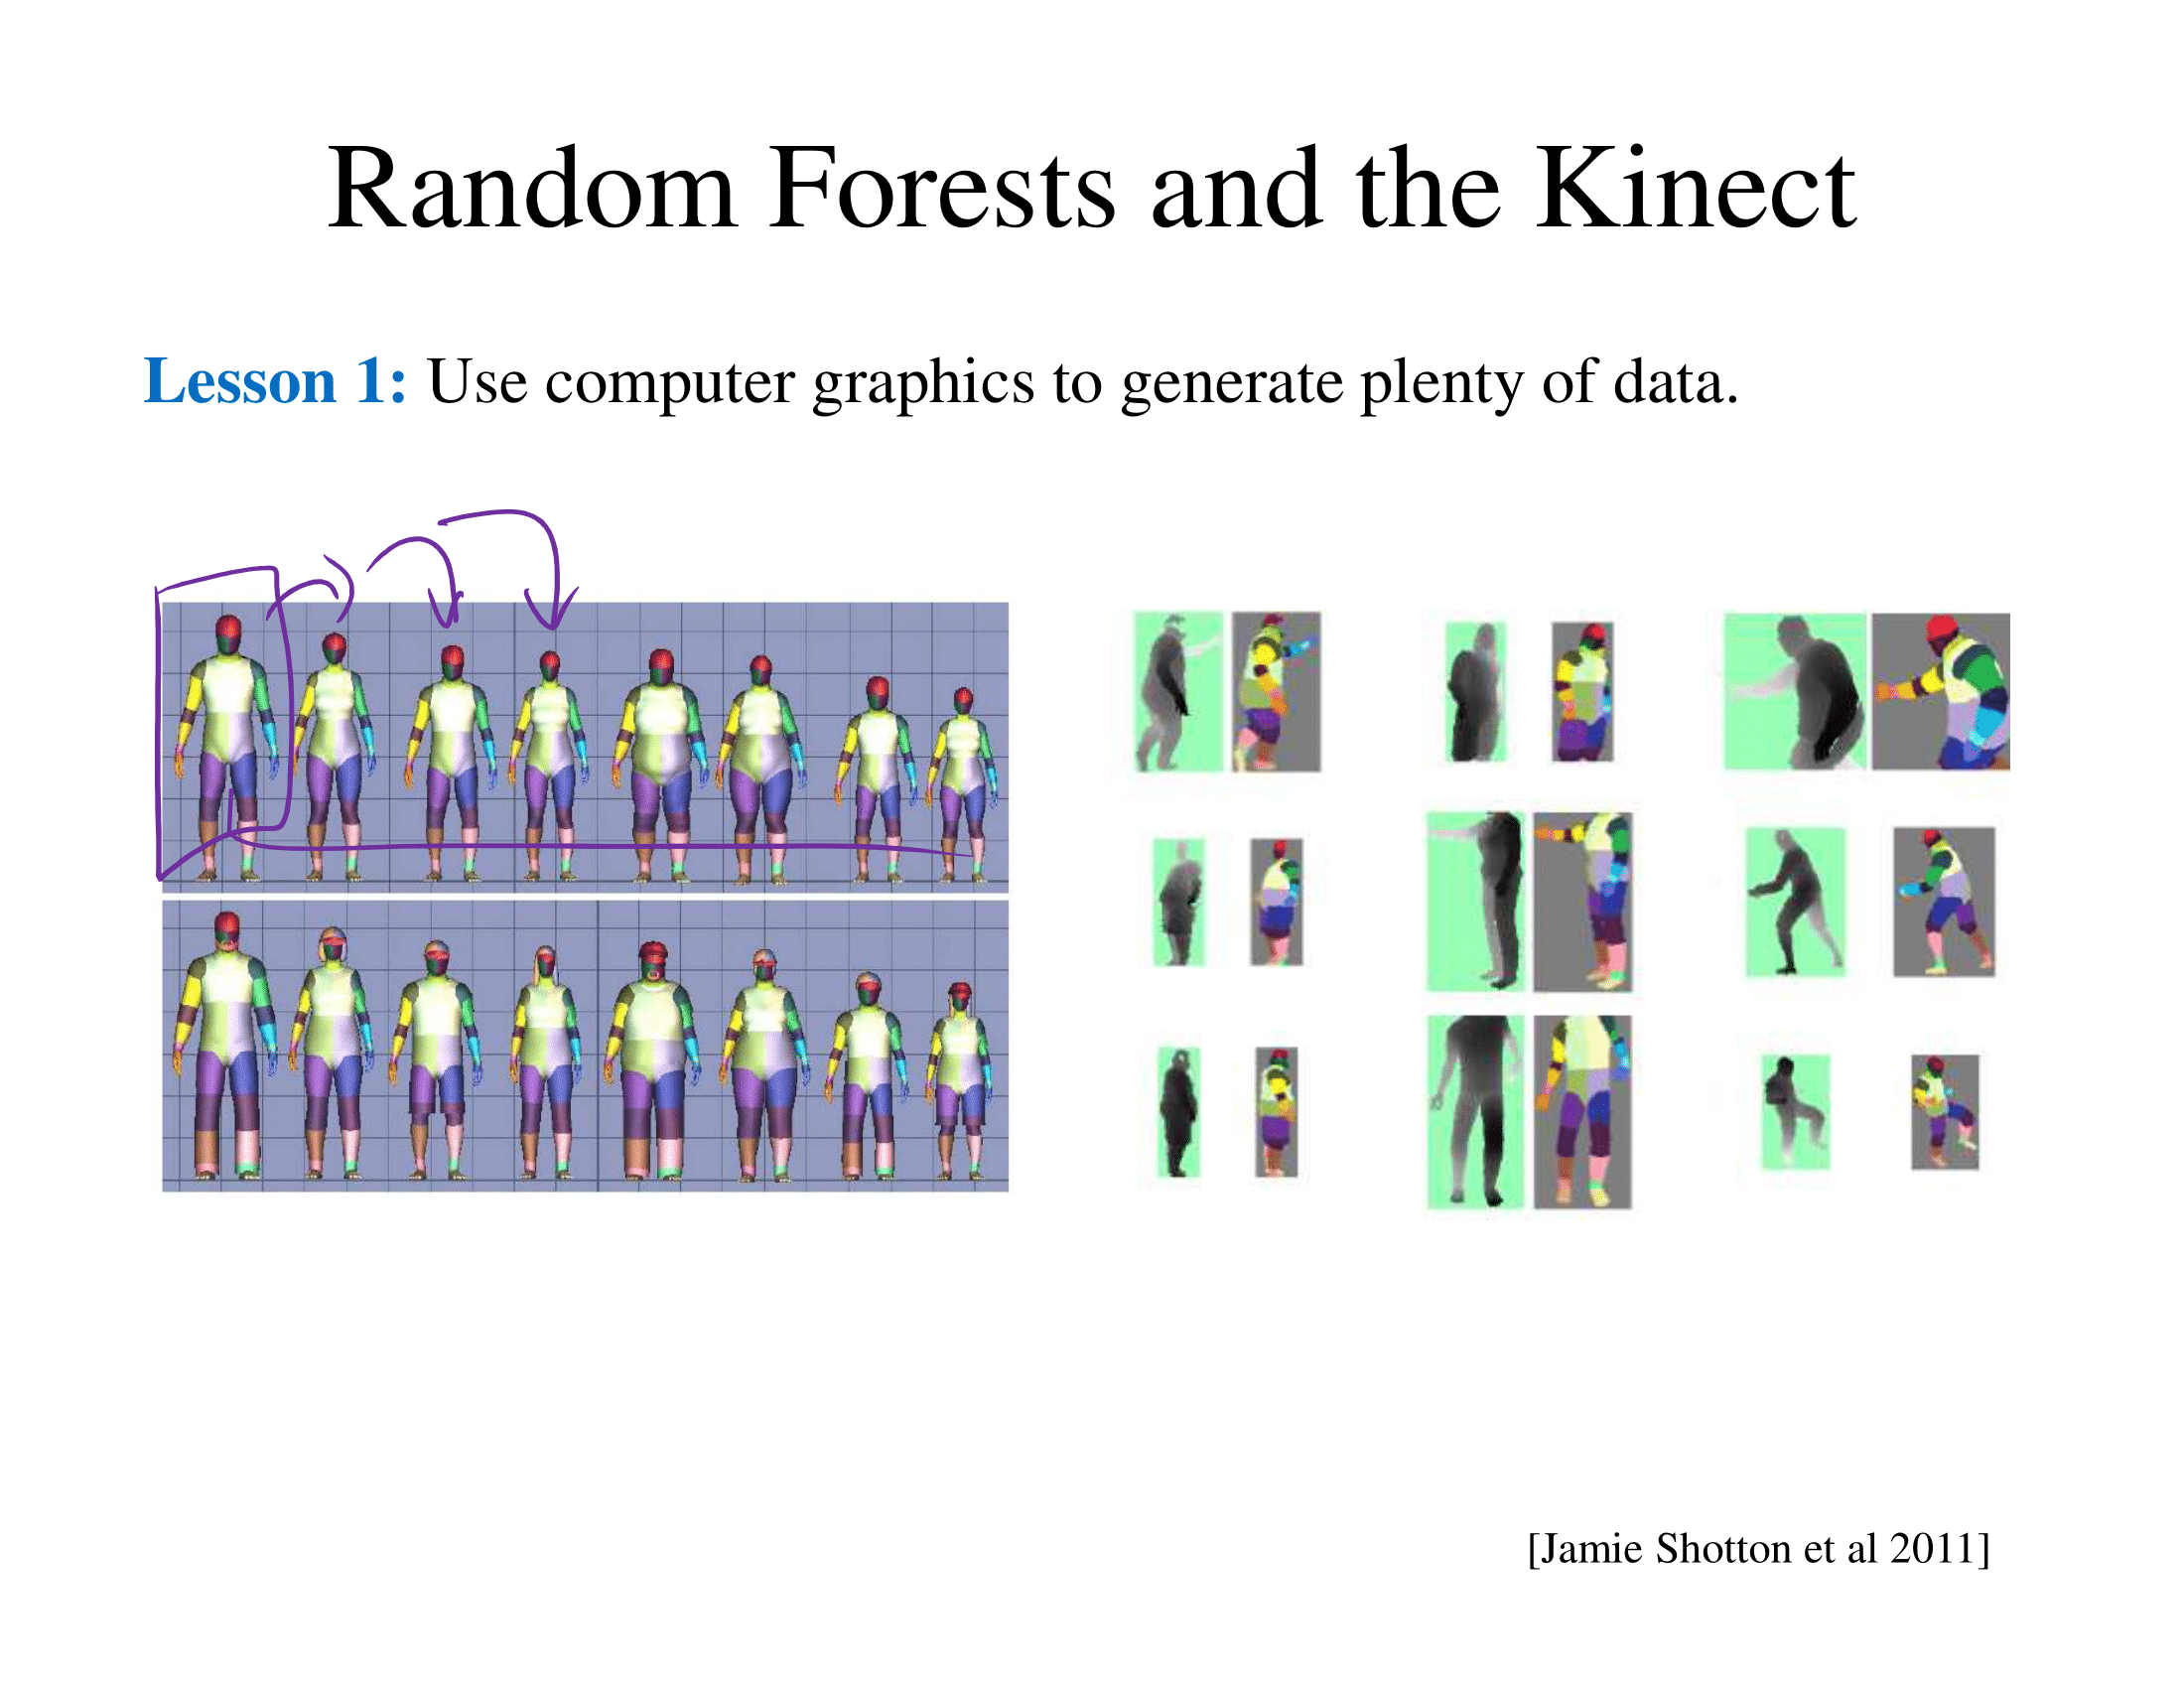 Random Forests and the Kinect
Lesson 1: Use computer graphics to generate plenty of data.
[Jamie Shotton et al 2011]